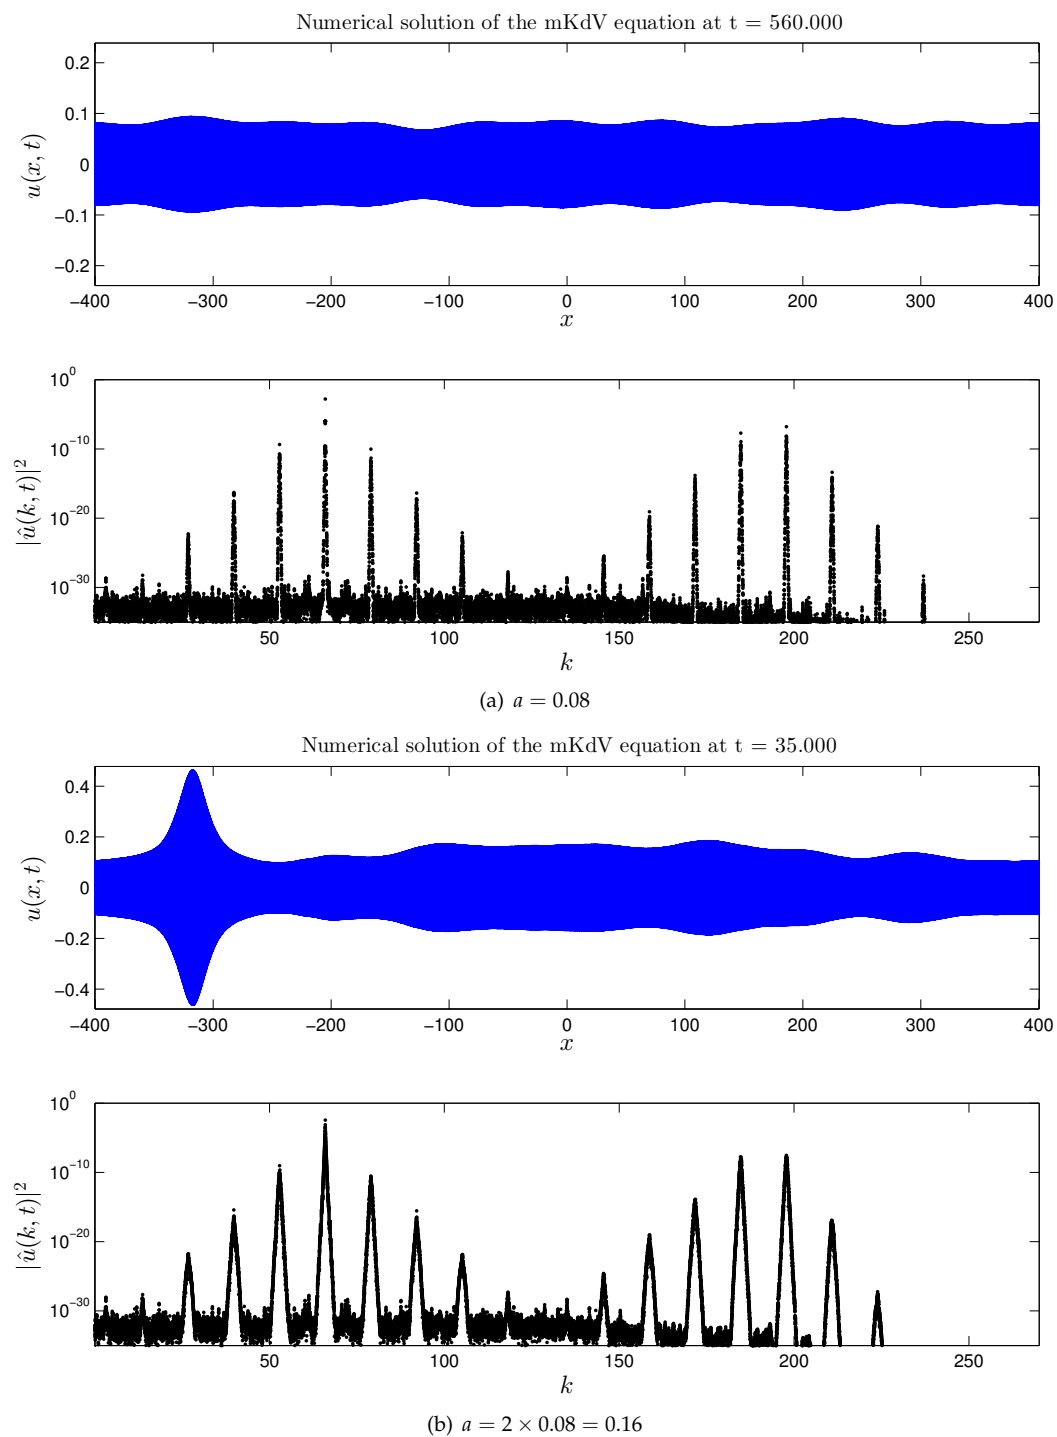 Numerical solution of the mKdV equation at t = 560.000
0.2
0.1
0
−0.1
−0.2
u(x, t)
−400 −300 −200 −100 0 100 200 300 400
x
10^0
10^−10
10^−20
10^−30
|û(k, t)|^2
50 100 150 200 250
k
(a) a = 0.08
Numerical solution of the mKdV equation at t = 35.000
0.4
0.2
0
−0.2
−0.4
u(x, t)
−400 −300 −200 −100 0 100 200 300 400
x
10^0
10^−10
10^−20
10^−30
|û(k, t)|^2
50 100 150 200 250
k
(b) a = 2 × 0.08 = 0.16